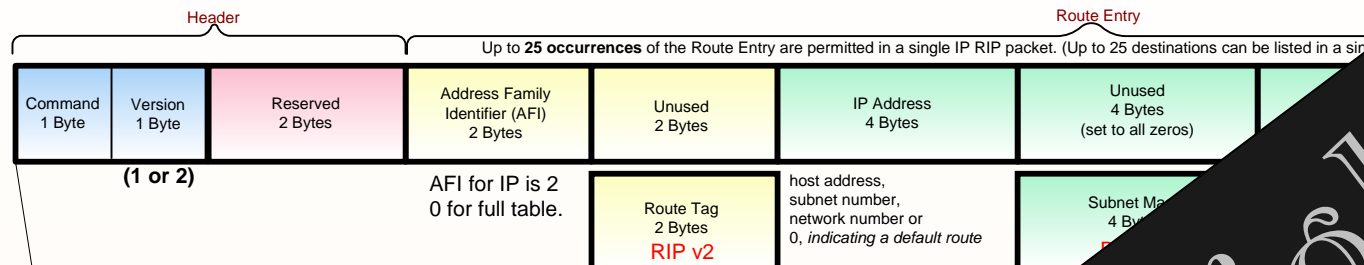 Header
Route Entry
Up to 25 occurrences of the Route Entry are permitted in a single IP RIP packet. (Up to 25 destinations can be listed in a
Command
1 Byte
Version
1 Byte
Reserved
2 Bytes
Address Family
Identifier (AFI)
2 Bytes
Unused
2 Bytes
IP Address
4 Bytes
Unused
4 Bytes
(set to all zeros)
(1 or 2)
AFI for IP is 2
0 for full table.
Route Tag
2 Bytes
RIP v2
host address,
subnet number,
network number or
0, indicating a default route
Subnet
4